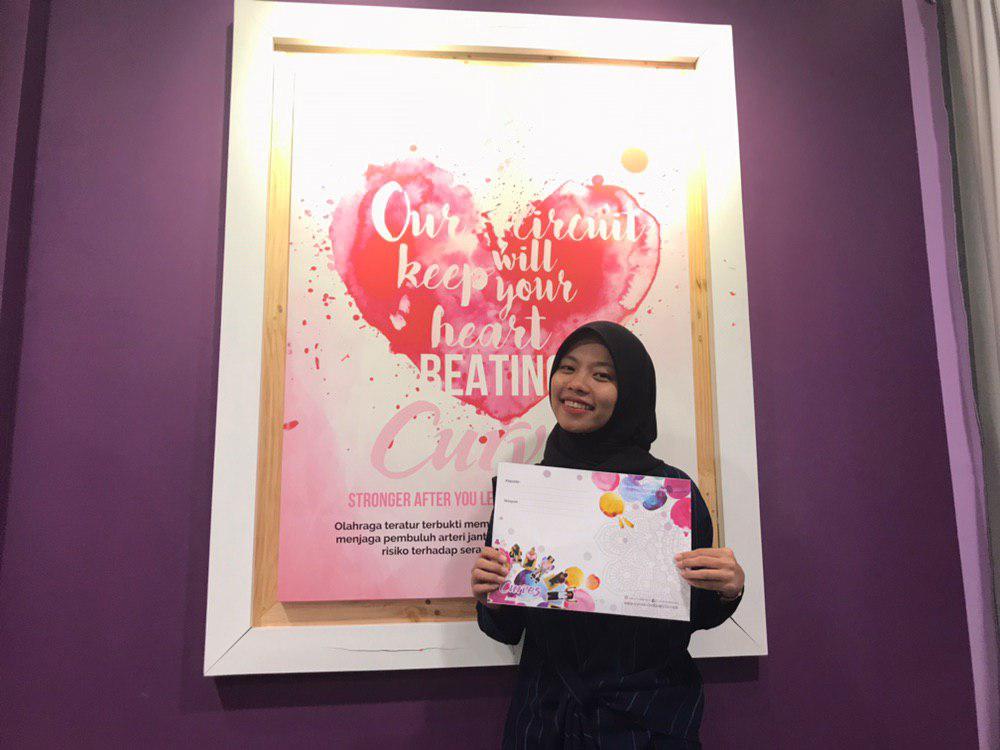 Our circuit
will
keep your
heart
BEATING
Curv
STRONGER AFTER YOU LE
Olahraga teratur terbukti mem
menjaga pembuluh arteri jant
risiko terhadap sera
Curves